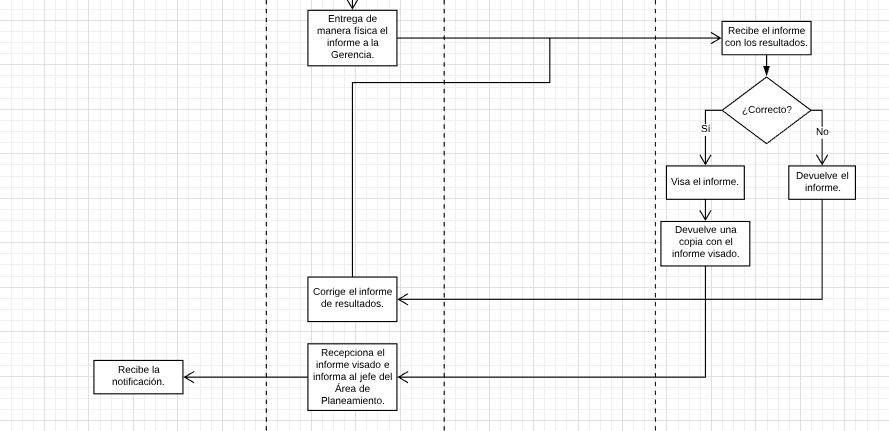 Entrega de
manera física el
informe a la
Gerencia.
Recibe el informe
con los resultados.
¿Correcto?
Sí
No
Visa el informe.
Devuelve el
informe.
Devuelve una
copia con el
informe visado.
Corrige el informe
de resultados.
Recepciona el
informe visado e
informa al jefe del
Área de
Planeamiento.
Recibe la
notificación.